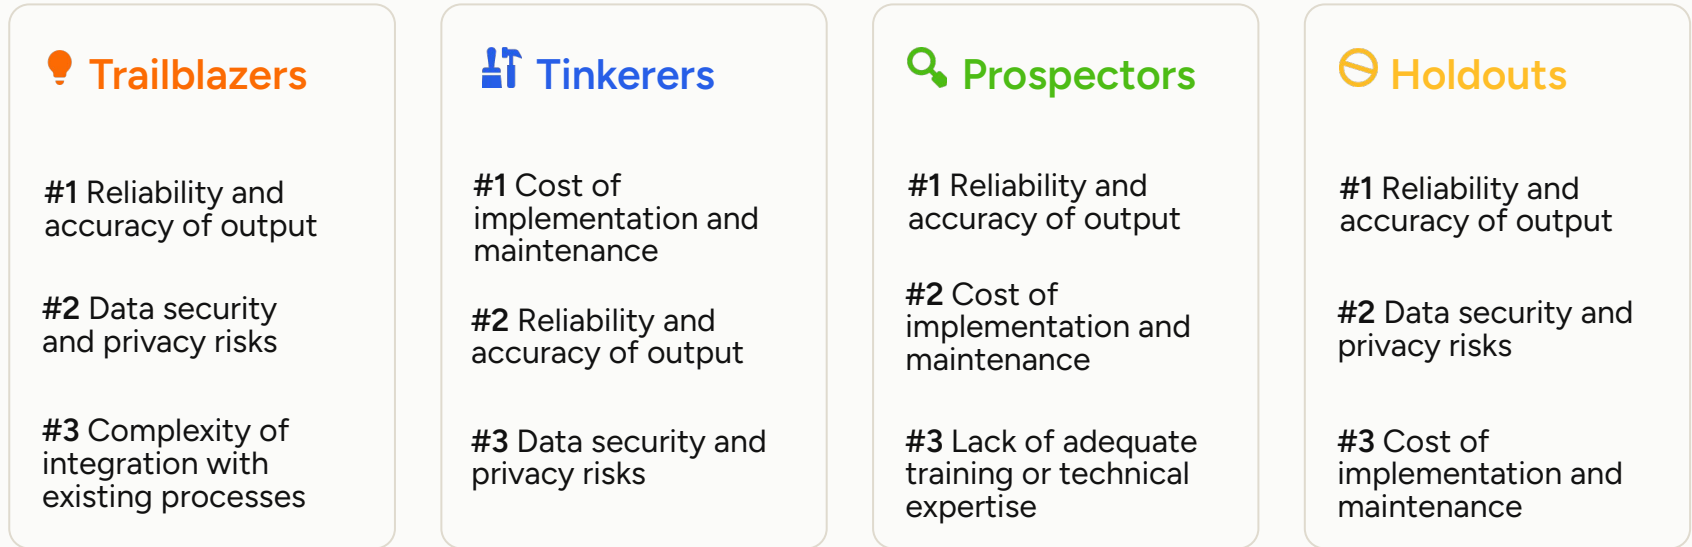 Trailblazers
#1 Reliability and
accuracy of output
#2 Data security
and privacy risks
#3 Complexity of
integration with
existing processes
Tinkerers
#1 Cost of
implementation and
maintenance
#2 Reliability and
accuracy of output
#3 Data security and
privacy risks
Prospectors
#1 Reliability and
accuracy of output
#2 Cost of
implementation and
maintenance
#3 Lack of adequate
training or technical
expertise
Holdouts
#1 Reliability and
accuracy of output
#2 Data security and
privacy risks
#3 Cost of
implementation and
maintenance